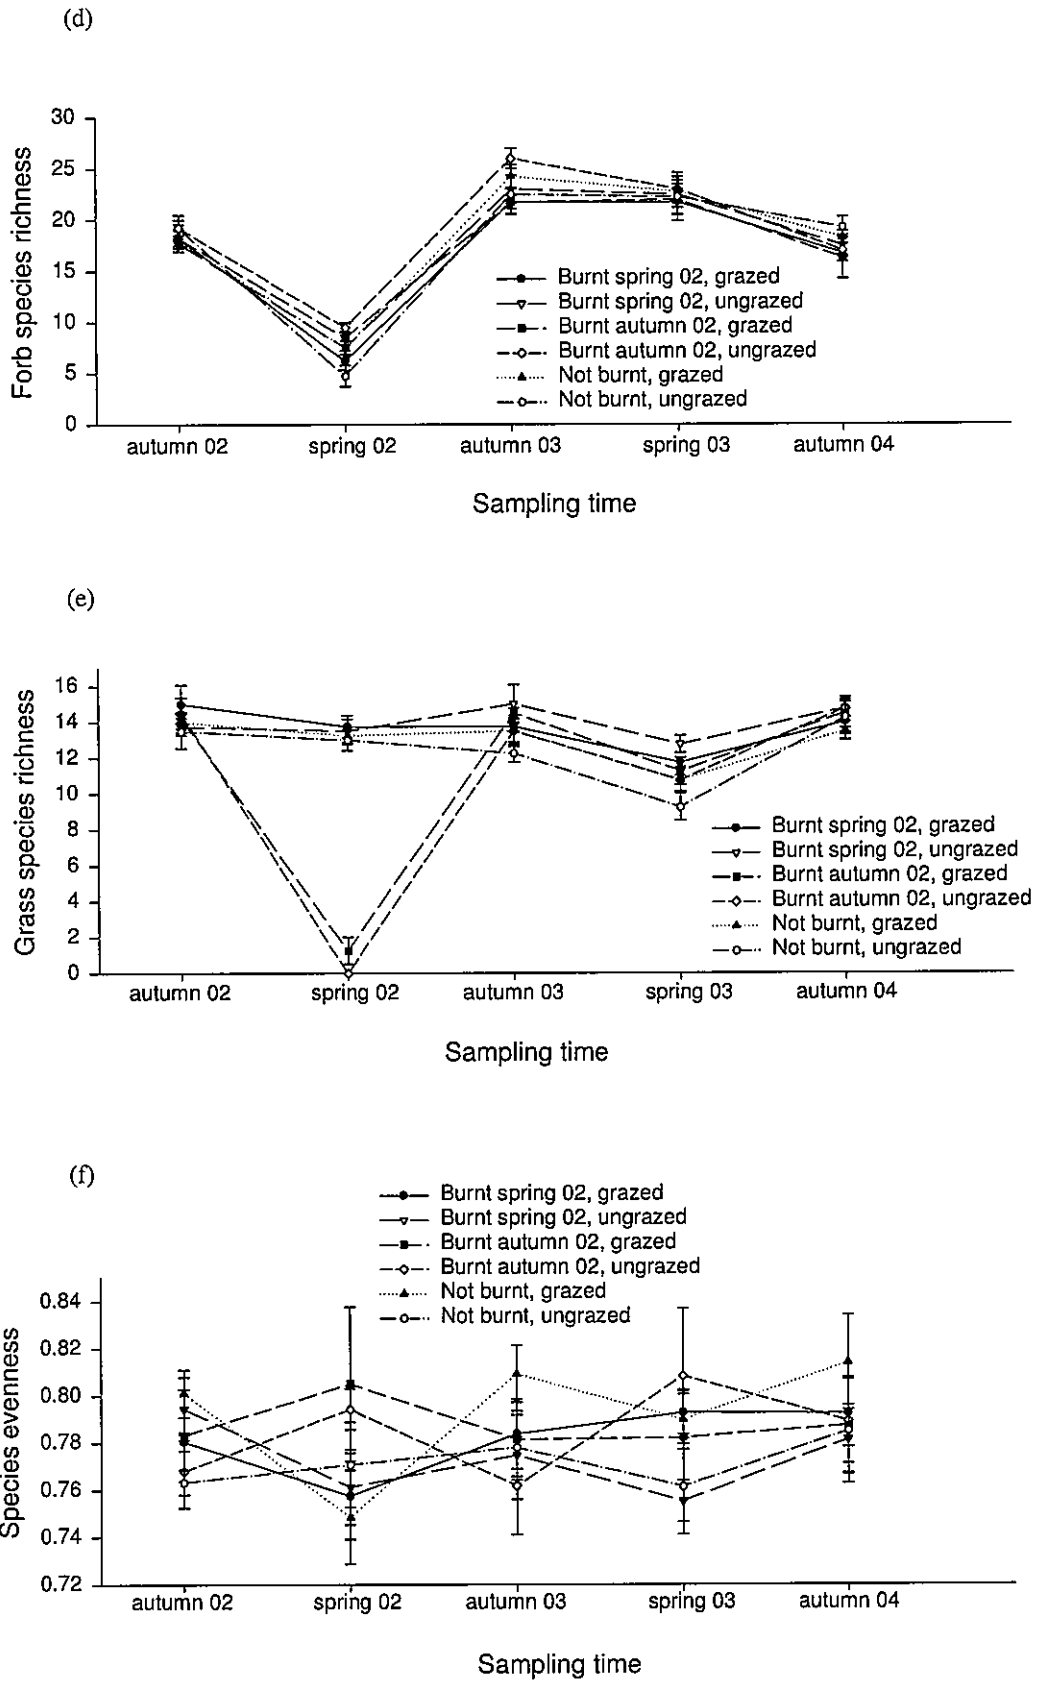 (d)
30
25
20
15
10
5
0
Forb species richness
Burnt spring 02, grazed
Burnt spring 02, ungrazed
Burnt autumn 02, grazed
Burnt autumn 02, ungrazed
Not burnt, grazed
Not burnt, ungrazed
autumn 02 spring 02 autumn 03 spring 03 autumn 04
Sampling time
(e)
16
14
12
10
8
6
4
2
0
Grass species richness
Burnt spring 02, grazed
Burnt spring 02, ungrazed
Burnt autumn 02, grazed
Burnt autumn 02, ungrazed
Not burnt, grazed
Not burnt, ungrazed
autumn 02 spring 02 autumn 03 spring 03 autumn 04
Sampling time
(f)
Burnt spring 02, grazed
Burnt spring 02, ungrazed
Burnt autumn 02, grazed
Burnt autumn 02, ungrazed
Not burnt, grazed
Not burnt, ungrazed
0.84
0.82
0.80
0.78
0.76
0.74
0.72
Species evenness
autumn 02 spring 02 autumn 03 spring 03 autumn 04
Sampling time